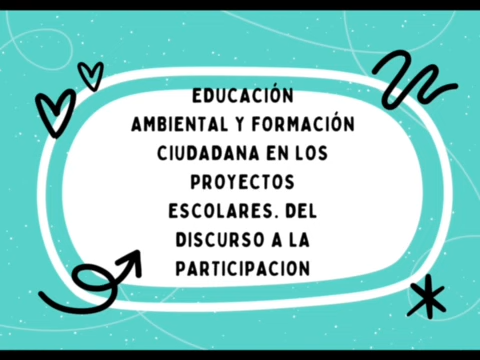 EDUCACIÓN
AMBIENTAL Y FORMACIÓN
CIUDADANA EN LOS
PROYECTOS
ESCOLARES. DEL
DISCURSO A LA
PARTICIPACION